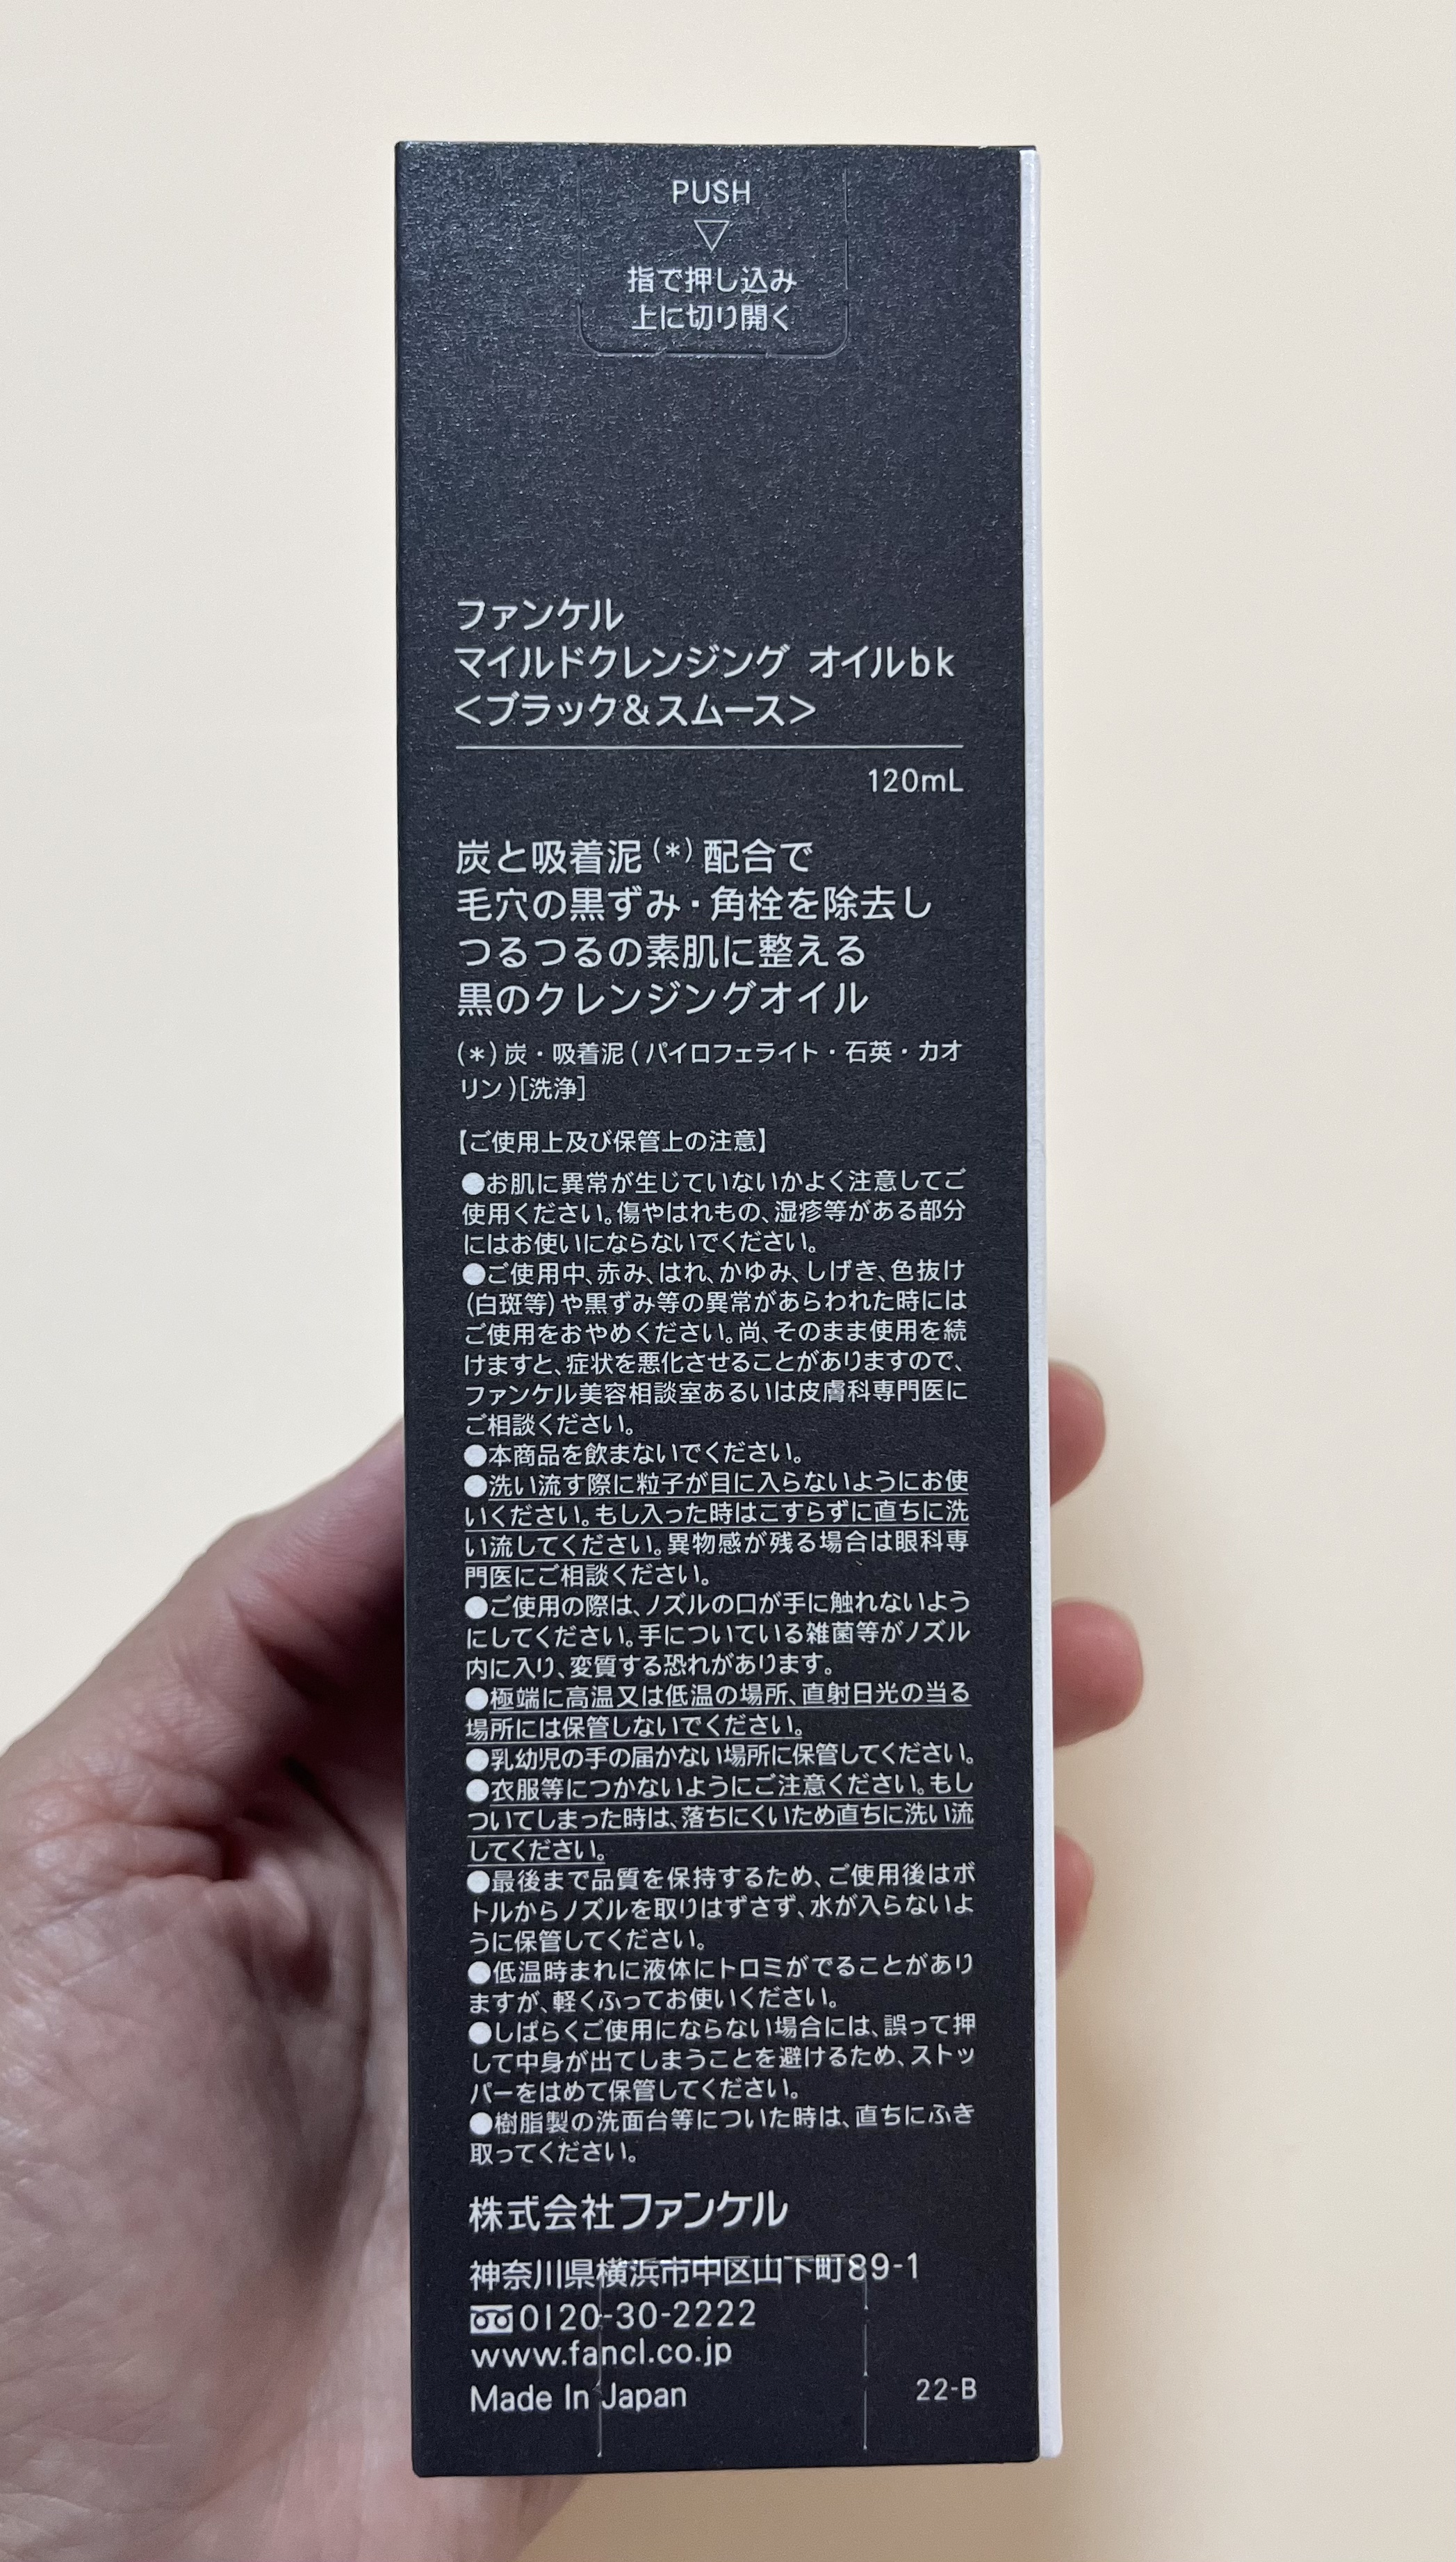 PUSH
指で押し込み
上に切り開く
ファンケル
マイルドクレンジング オイルbk
<ブラック&スムース>
120mL
炭と吸着泥(*)配合で
毛穴の黒ずみ・角栓を除去し
つるつるの素肌に整える
黒のクレンジングオイル
(*)炭・吸着泥(パイロフェライト・石英・カオ
リン)[洗浄]
【ご使用上及び保管上の注意】
●お肌に異常が生じていないかよく注意してご
使用ください。傷やはれもの、湿疹等がある部分
にはお使いにならないでください。
●ご使用中、赤み、はれ、かゆみ、しげき、色抜け
(白斑等)や黒ずみ等の異常があらわれた時には
ご使用をおやめください。尚、そのまま使用を続
けますと、症状を悪化させることがありますので、
ファンケル美容相談室あるいは皮膚科専門医に
ご相談ください。
●本商品を飲まないでください。
●洗い流す際に粒子が目に入らないようにお使
いください。もし入った時はこすらずに直ちに洗
い流してください。異物感が残る場合は眼科専
門医にご相談ください。
●ご使用の際は、ノズルの口が手に触れないよう
にしてください。手についている雑菌等がノズル
内に入り、変質する恐れがあります。
●極端に高温又は低温の場所、直射日光の当る
場所には保管しないでください。
●乳幼児の手の届かない場所に保管してください。
●衣服等につかないようにご注意ください。もし
ついてしまった時は、落ちにくいため直ちに洗い流
してください。
●最後まで品質を保持するため、ご使用後はボ
トルからノズルを取りはずさず、水が入らないよ
うに保管してください。
●低温時まれに液体にトロミがでることがあり
ますが、軽くふってお使いください。
●しばらくご使用にならない場合には、誤って押
して中身が出てしまうことを避けるため、ストッ
パーをはめて保管してください。
●樹脂製の洗面台等についた時は、直ちにふき
取ってください。
株式会社ファンケル
神奈川県横浜市中区山下町89-1
0120-30-2222
www.fancl.co.jp
Made In Japan
22-B